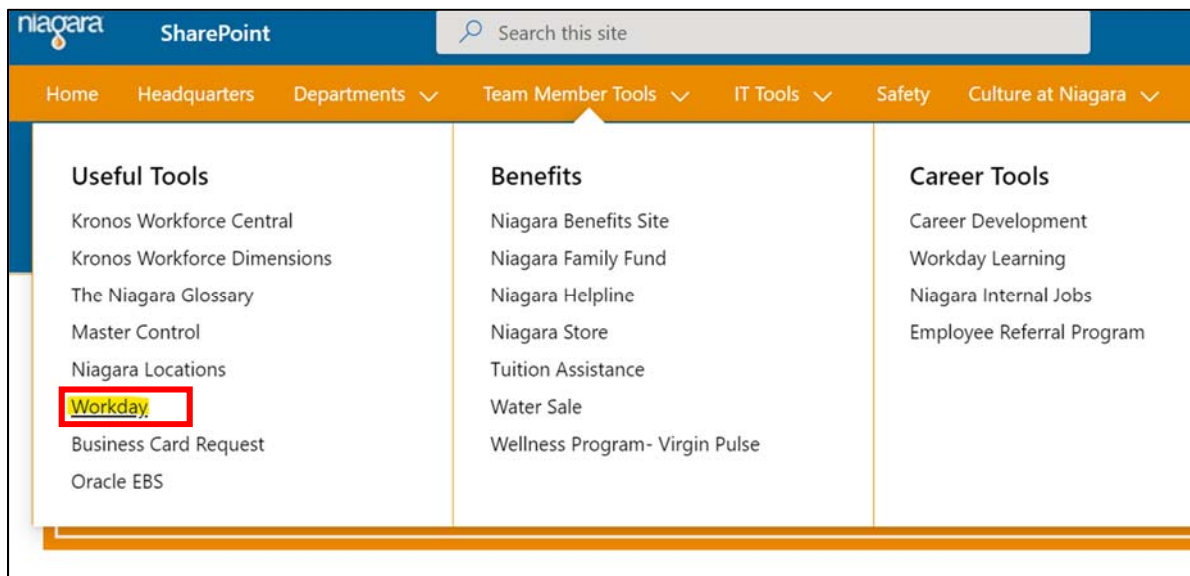 niagara
SharePoint
Search this site
Home Headquarters Departments Team Member Tools IT Tools Safety Culture at Niagara
Useful Tools
Kronos Workforce Central
Kronos Workforce Dimensions
The Niagara Glossary
Master Control
Niagara Locations
Workday
Business Card Request
Oracle EBS
Benefits
Niagara Benefits Site
Niagara Family Fund
Niagara Helpline
Niagara Store
Tuition Assistance
Water Sale
Wellness Program- Virgin Pulse
Career Tools
Career Development
Workday Learning
Niagara Internal Jobs
Employee Referral Program